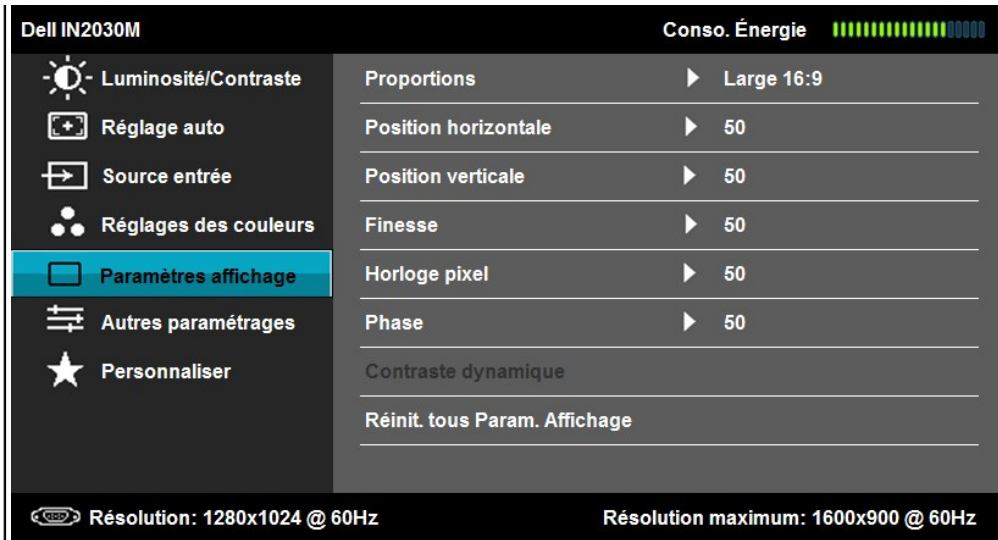 Dell IN2030M
Conso. Énergie
Luminosité/Contraste
Réglage auto
Source entrée
Réglages des couleurs
Paramètres affichage
Autres paramétrages
Personnaliser
Proportions Large 16:9
Position horizontale 50
Position verticale 50
Finesse 50
Horloge pixel 50
Phase 50
Contraste dynamique
Réinit. tous Param. Affichage
Résolution: 1280x1024 @ 60Hz
Résolution maximum: 1600x900 @ 60Hz